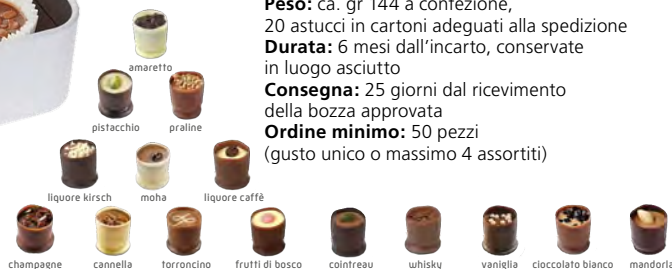 Peso: ca. gr 144 a confezione,
20 astucci in cartoni adeguati alla spedizione
Durata: 6 mesi dall'incarto, conservate
in luogo asciutto
Consegna: 25 giorni dal ricevimento
della bozza approvata
Ordine minimo: 50 pezzi
(gusto unico o massimo 4 assortiti)
amaretto
pistacchio praline
liquore kirsch moha liquore caffè
champagne cannella torroncino frutti di bosco cointreau whisky vaniglia cioccolato bianco mandorla